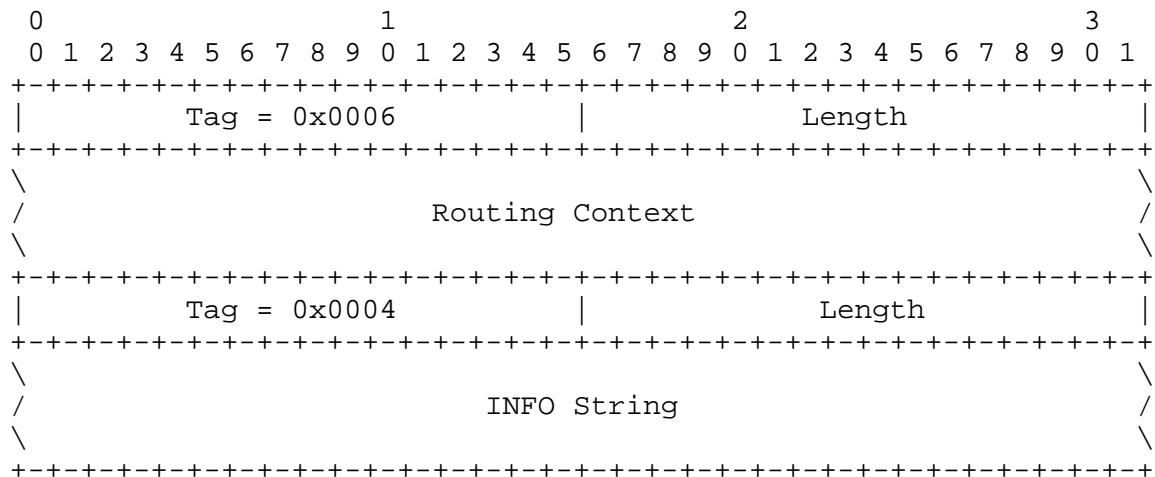 0                   1                   2                   3
 0 1 2 3 4 5 6 7 8 9 0 1 2 3 4 5 6 7 8 9 0 1 2 3 4 5 6 7 8 9 0 1
+-+-+-+-+-+-+-+-+-+-+-+-+-+-+-+-+-+-+-+-+-+-+-+-+-+-+-+-+-+-+-+-+
|         Tag = 0x0006          |            Length             |
+-+-+-+-+-+-+-+-+-+-+-+-+-+-+-+-+-+-+-+-+-+-+-+-+-+-+-+-+-+-+-+-+
\                                                               \
/                       Routing Context                         /
\                                                               \
+-+-+-+-+-+-+-+-+-+-+-+-+-+-+-+-+-+-+-+-+-+-+-+-+-+-+-+-+-+-+-+-+
|         Tag = 0x0004          |             Length            |
+-+-+-+-+-+-+-+-+-+-+-+-+-+-+-+-+-+-+-+-+-+-+-+-+-+-+-+-+-+-+-+-+
\                                                               \
/                          INFO String                          /
\                                                               \
+-+-+-+-+-+-+-+-+-+-+-+-+-+-+-+-+-+-+-+-+-+-+-+-+-+-+-+-+-+-+-+-+